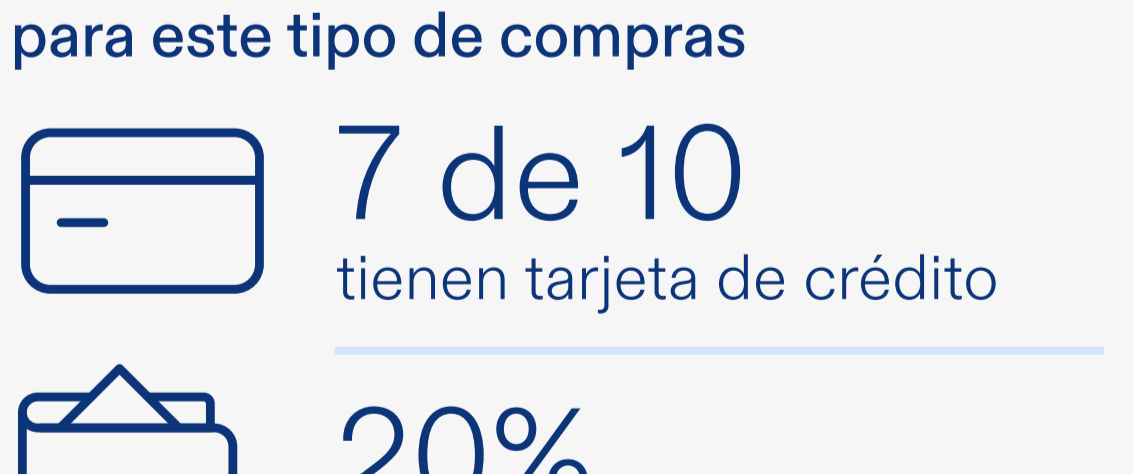 para este tipo de compras
7 de 10
tienen tarjeta de crédito
20%